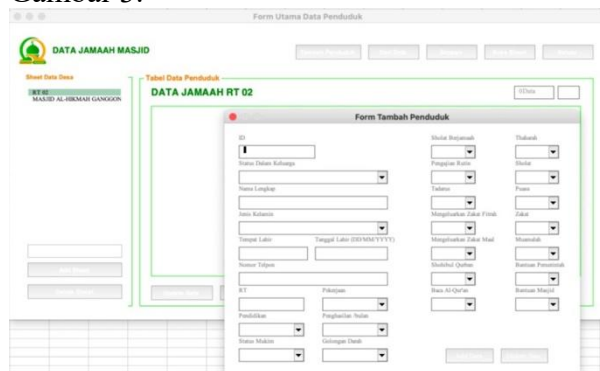 Gambar 3.
Form Utama Data Penduduk
DATA JAMAAH MASJID
Sheet Data Desa
RT 02
MASJID AL-HIKMAH GANGGON
Tabel Data Penduduk
DATA JAMAAH RT 02
0Data
Form Tambah Penduduk
ID
Status Dalam Keluarga
Nama Lengkap
Jenis Kelamin
Tempat Lahir
Tanggal Lahir (DD/MM/YYYY)
Nomor Telpon
RT
Pekerjaan
Pendidikan
Penghasilan /bulan
Status Mukim
Golongan Darah
Sholat Berjamaah
Thaharah
Pengajian Rutin
Sholat
Tadarus
Puasa
Mengeluarkan Zakat Fitrah
Zakat
Mengeluarkan Zakat Maal
Muamalah
Shohibul Qurban
Bantuan Pemerintah
Baca Al-Qur'an
Bantuan Masjid